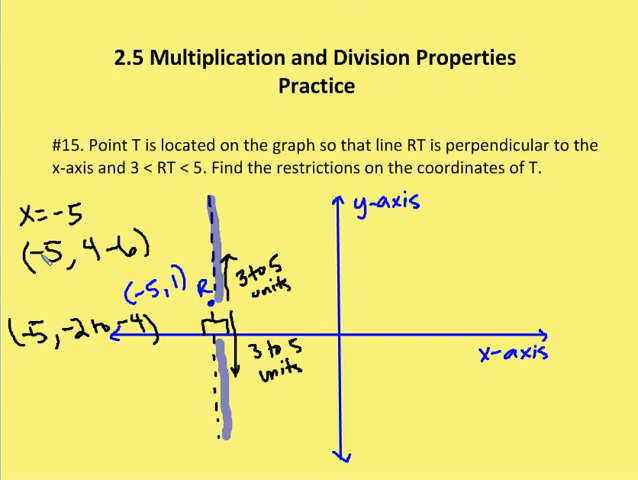 2.5 Multiplication and Division Properties
Practice
#15. Point T is located on the graph so that line RT is perpendicular to the
x-axis and 3 < RT < 5. Find the restrictions on the coordinates of T.
x=-5
y-axis
(-5, 4-6)
3 to 5
units
(-5,1) R
(-5, -2 to -4)
3 to 5
units
x-axis